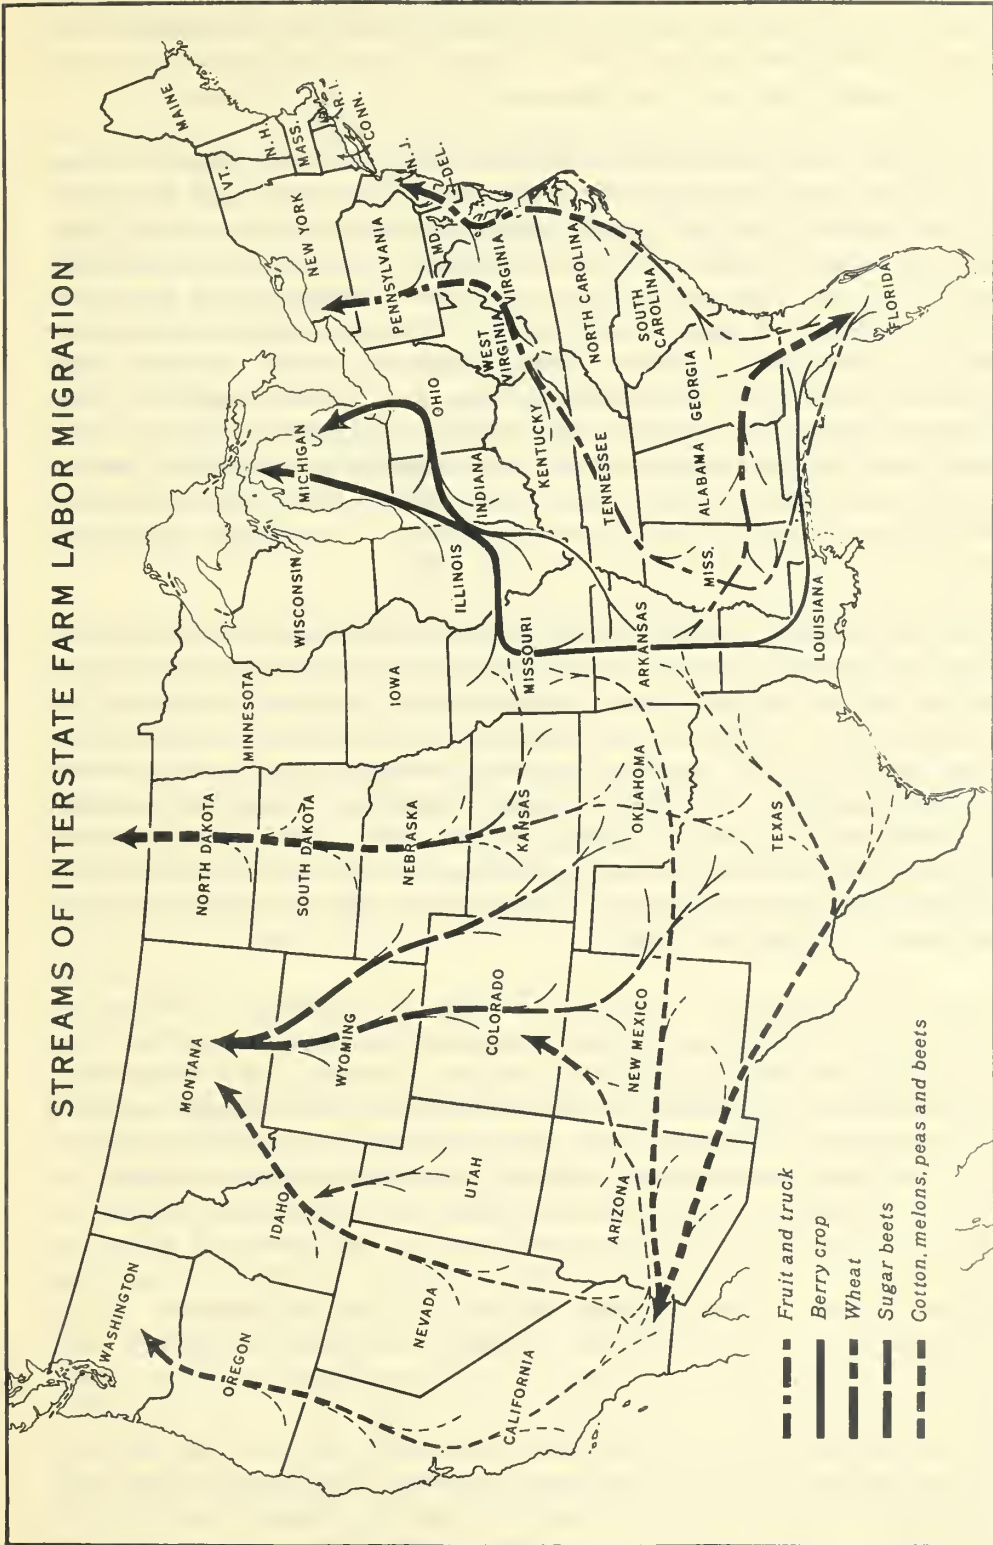 STREAMS OF INTERSTATE FARM LABOR MIGRATION
WASHINGTON
OREGON
CALIFORNIA
NEVADA
IDAHO
UTAH
ARIZONA
MONTANA
WYOMING
COLORADO
NEW MEXICO
NORTH DAKOTA
SOUTH DAKOTA
NEBRASKA
KANSAS
OKLAHOMA
TEXAS
MINNESOTA
IOWA
MISSOURI
ARKANSAS
LOUISIANA
WISCONSIN
ILLINOIS
MISS.
MICHIGAN
INDIANA
KENTUCKY
TENNESSEE
ALABAMA
OHIO
WEST
VIRGINIA
VIRGINIA
NORTH CAROLINA
SOUTH
CAROLINA
GEORGIA
FLORIDA
PENNSYLVANIA
MD.
DEL.
N.J.
NEW YORK
VT.
N.H.
MAINE
MASS.
R.I.
CONN.
Fruit and truck
Berry crop
Wheat
Sugar beets
Cotton, melons, peas and beets